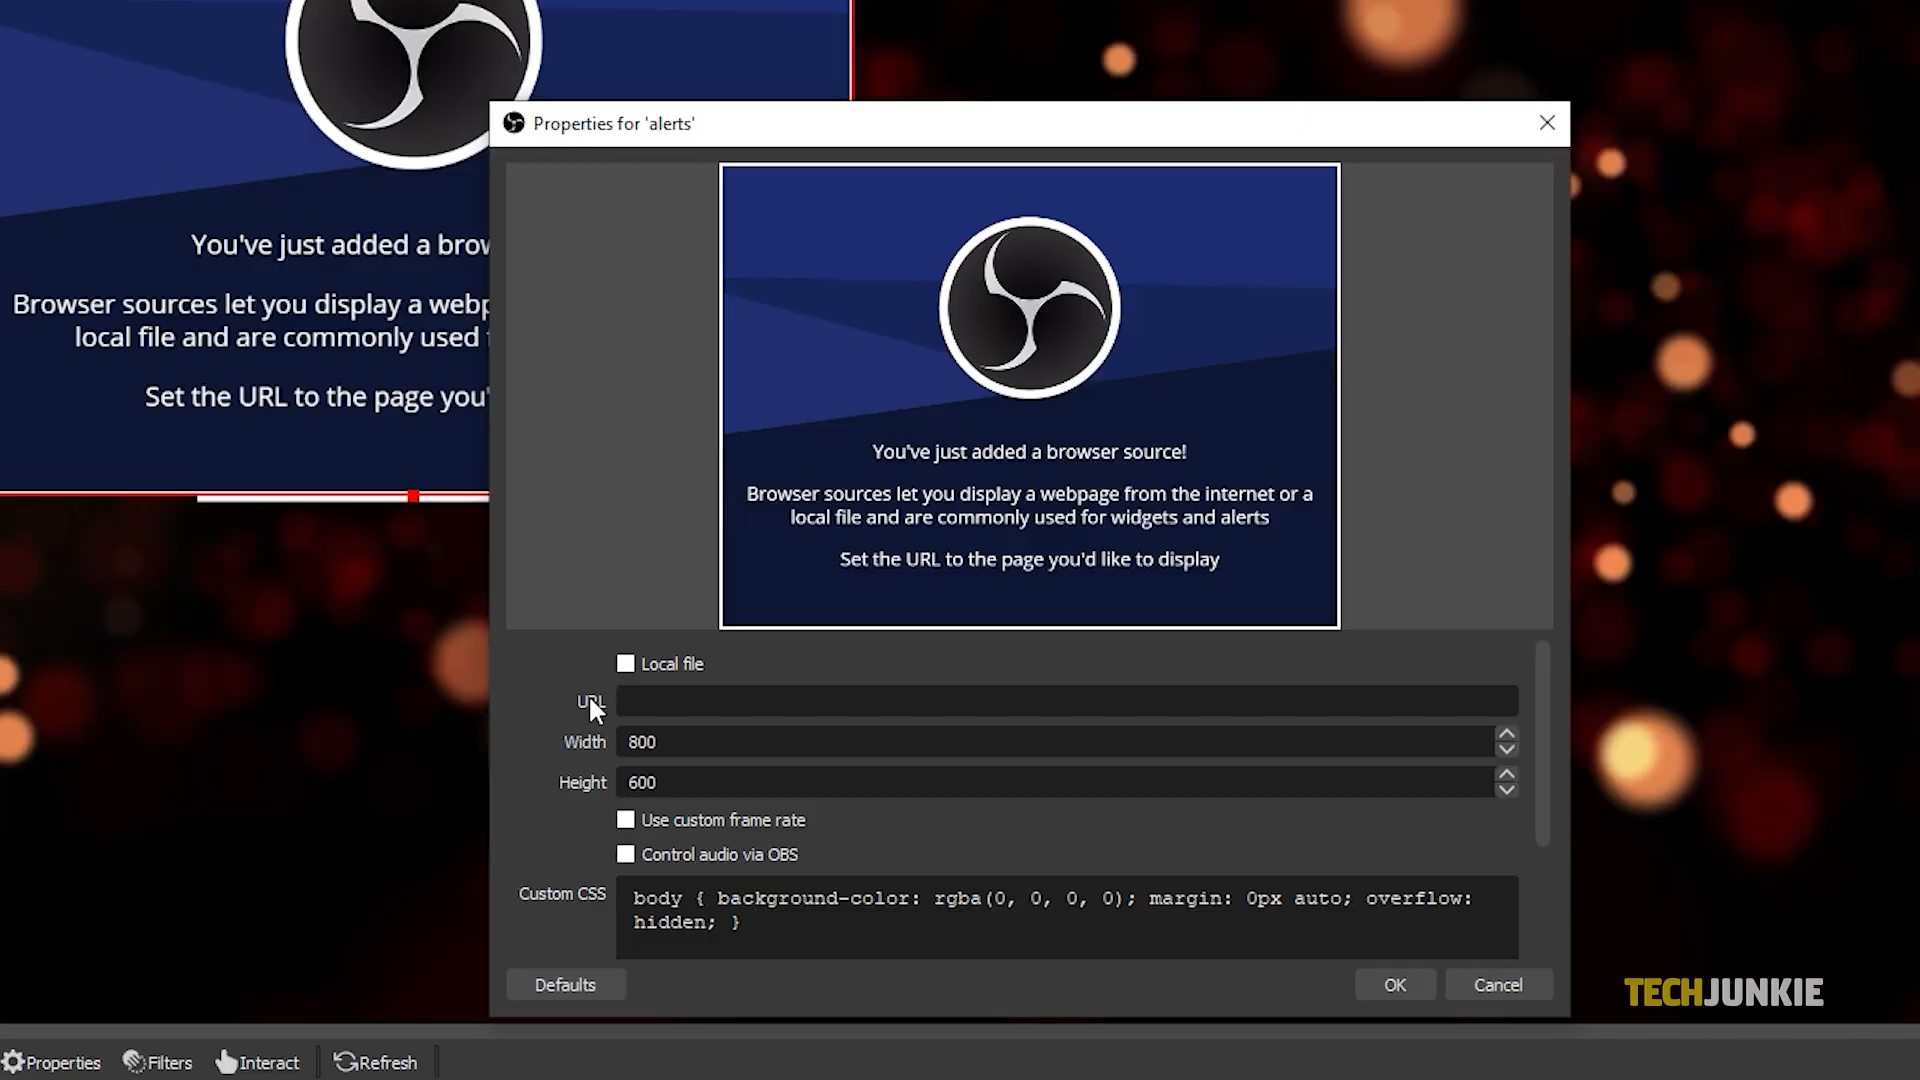 You've just added a brow
Browser sources let you display a webp
local file and are commonly used
Set the URL to the page you'
Properties for 'alerts'
You've just added a browser source!
Browser sources let you display a webpage from the internet or a
local file and are commonly used for widgets and alerts
Set the URL to the page you'd like to display
Local file
URL
Width 800
Height 600
Use custom frame rate
Control audio via OBS
Custom CSS body { background-color: rgba(0, 0, 0, 0); margin: 0px auto; overflow:
hidden; }
Defaults OK Cancel
TECHJUNKIE
Properties Filters Interact Refresh